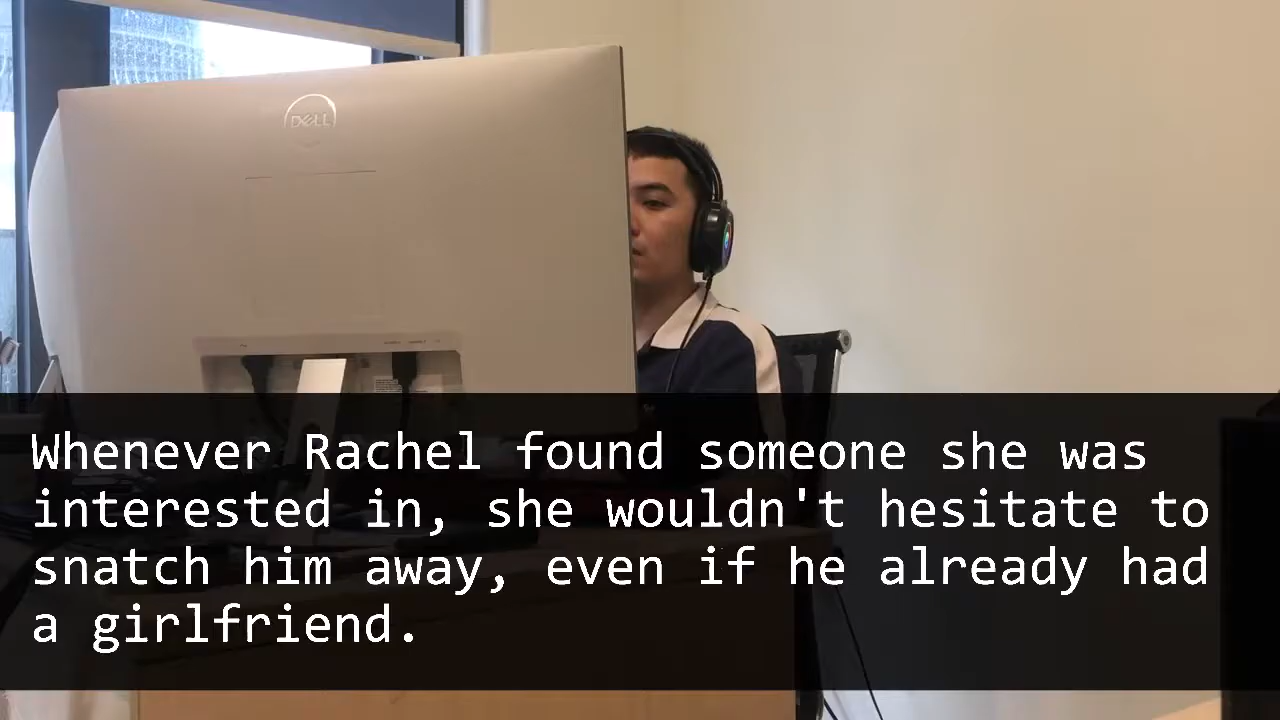 DELL
Whenever Rachel found someone she was
interested in, she wouldn't hesitate to
snatch him away, even if he already had
a girlfriend.